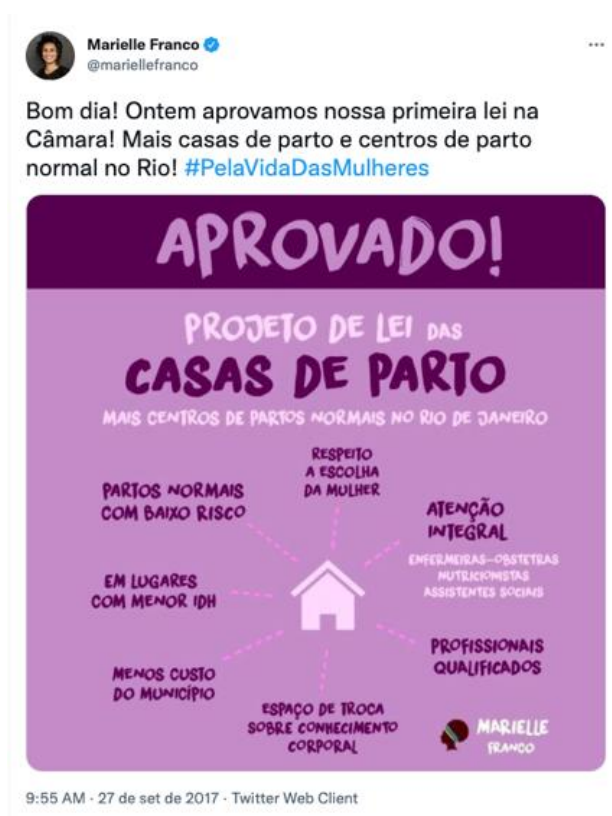 Marielle Franco
@mariellefranco
Bom dia! Ontem aprovamos nossa primeira lei na
Câmara! Mais casas de parto e centros de parto
normal no Rio! #PelaVidaDasMulheres
APROVADO!
PROJETO DE LEI DAS
CASAS DE PARTO
MAIS CENTROS DE PARTOS NORMAIS NO RIO DE JANEIRO
RESPEITO
A ESCOLHA
DA MULHER
PARTOS NORMAIS
COM BAIXO RISCO
ATENÇÃO
INTEGRAL
ENFERMEIRAS-OBSTETRAS
NUTRICIONISTAS
ASSISTENTES SOCIAIS
EM LUGARES
COM MENOR IDH
PROFISSIONAIS
QUALIFICADOS
MENOS CUSTO
DO MUNICÍPIO
ESPAÇO DE TROCA
SOBRE CONHECIMENTO
CORPORAL
MARIELLE
FRANCO
9:55 AM · 27 de set de 2017 · Twitter Web Client